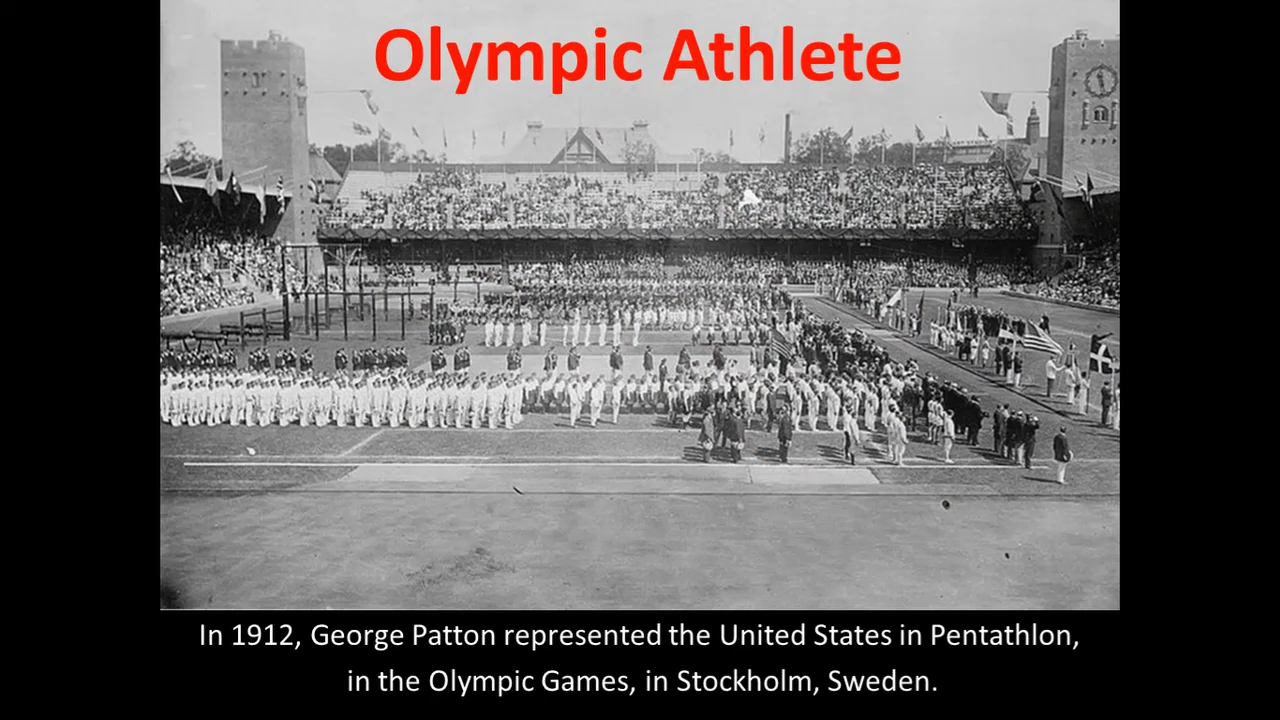 Olympic Athlete
In 1912, George Patton represented the United States in Pentathlon,
in the Olympic Games, in Stockholm, Sweden.